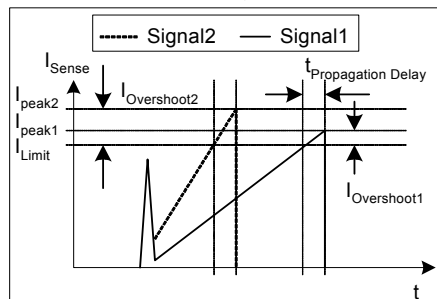 Signal2 Signal1
I_Sense
t_Propagation Delay
I_peak2
I_Overshoot2
I_peak1
I_Limit
I_Overshoot1
t